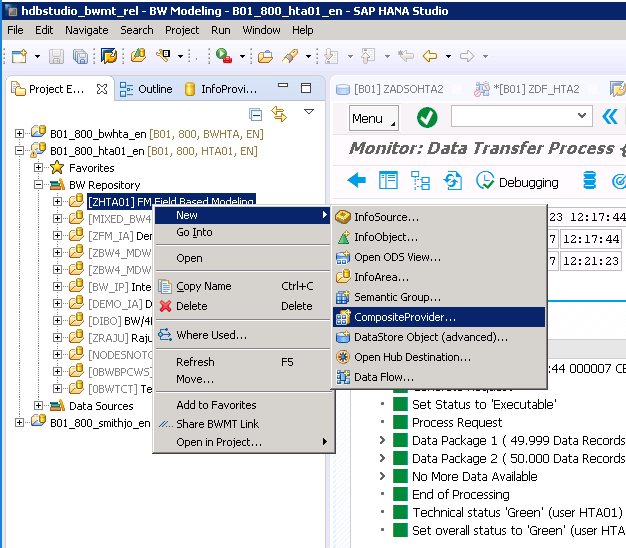 hdbstudio_bwmt_rel - BW Modeling - B01_800_hta01_en - SAP HANA Studio
File Edit Navigate Search Project Run Window Help
Project E... Outline InfoProvi...
B01_800_bwhta_en [B01, 800, BWHTA, EN]
B01_800_hta01_en [B01, 800, HTA01, EN]
Favorites
BW Repository
[ZHTA01] FM Field Based Modeling
[MIXED_BW4
[ZFM_IA] Der
[ZBW4_MDW
[ZBW4_MDW
[BW_IP] Inte
[DEMO_IA] D
[DIBO] BW/4
[ZRAJU] Raju
[NODESNOTC
[0BWBPCWS]
[0BWTCT] Te
Data Sources
B01_800_smithjo_en
New
Go Into
Open
Copy Name Ctrl+C
Delete Delete
Where Used...
Refresh F5
Move...
Add to Favorites
Share BWMT Link
Open in Project...
InfoSource...
InfoObject...
Open ODS View...
InfoArea...
Semantic Group...
CompositeProvider...
DataStore Object (advanced)...
Open Hub Destination...
Data Flow...
[B01] ZADSOHTA2 *[B01] ZDF_HTA2
Menu
Monitor: Data Transfer Process
Debugging
23 12:17:44
7 12:17:44
7 12:21:23
:44 000007 CE
Set Status to 'Executable'
Process Request
Data Package 1 ( 49.999 Data Records
Data Package 2 ( 50.000 Data Records
No More Data Available
End of Processing
Technical status 'Green' (user HTA01)
Set overall status to 'Green' (user HTA